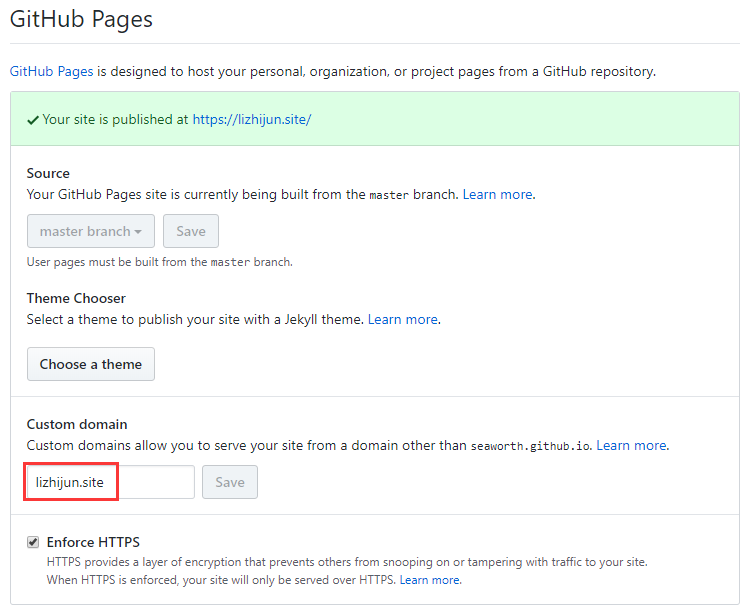 GitHub Pages
GitHub Pages is designed to host your personal, organization, or project pages from a GitHub repository.
Your site is published at https://lizhijun.site/
Source
Your GitHub Pages site is currently being built from the master branch. Learn more.
master branch Save
User pages must be built from the master branch.
Theme Chooser
Select a theme to publish your site with a Jekyll theme. Learn more.
Choose a theme
Custom domain
Custom domains allow you to serve your site from a domain other than seaworth.github.io. Learn more.
lizhijun.site Save
Enforce HTTPS
HTTPS provides a layer of encryption that prevents others from snooping on or tampering with traffic to your site.
When HTTPS is enforced, your site will only be served over HTTPS. Learn more.